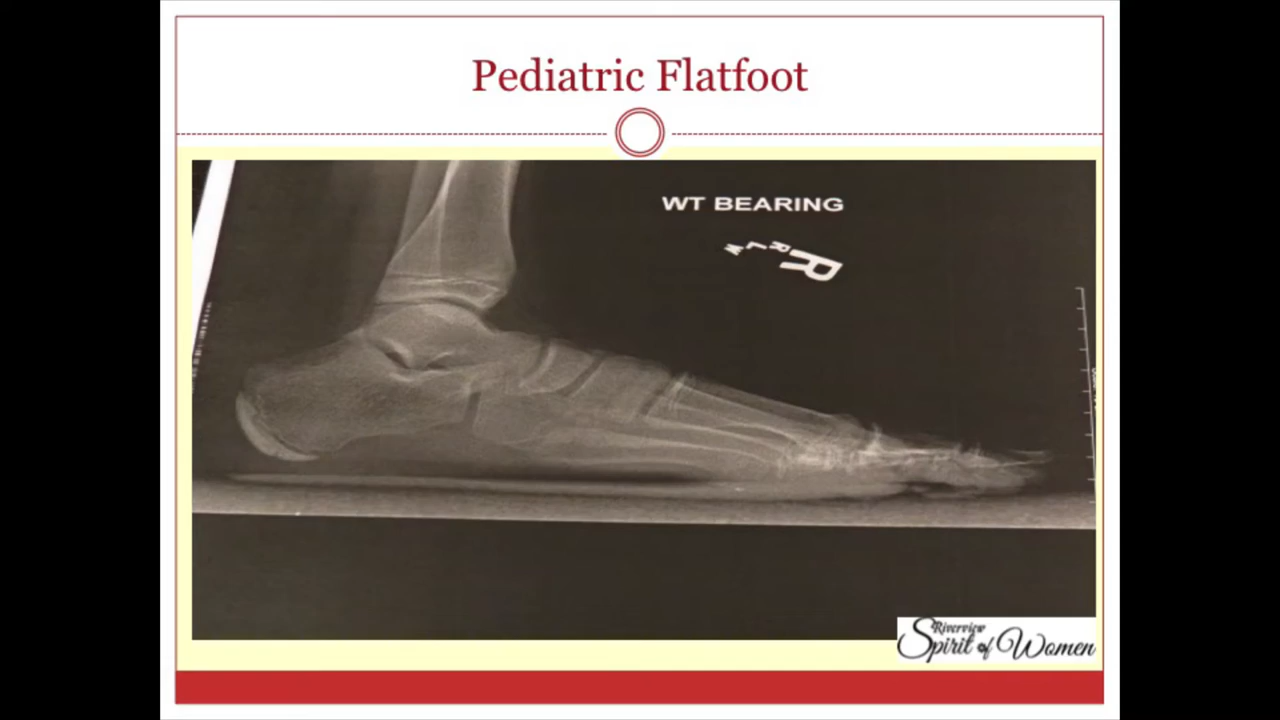 Pediatric Flatfoot
WT BEARING
R
Riverview
Spirit of Women